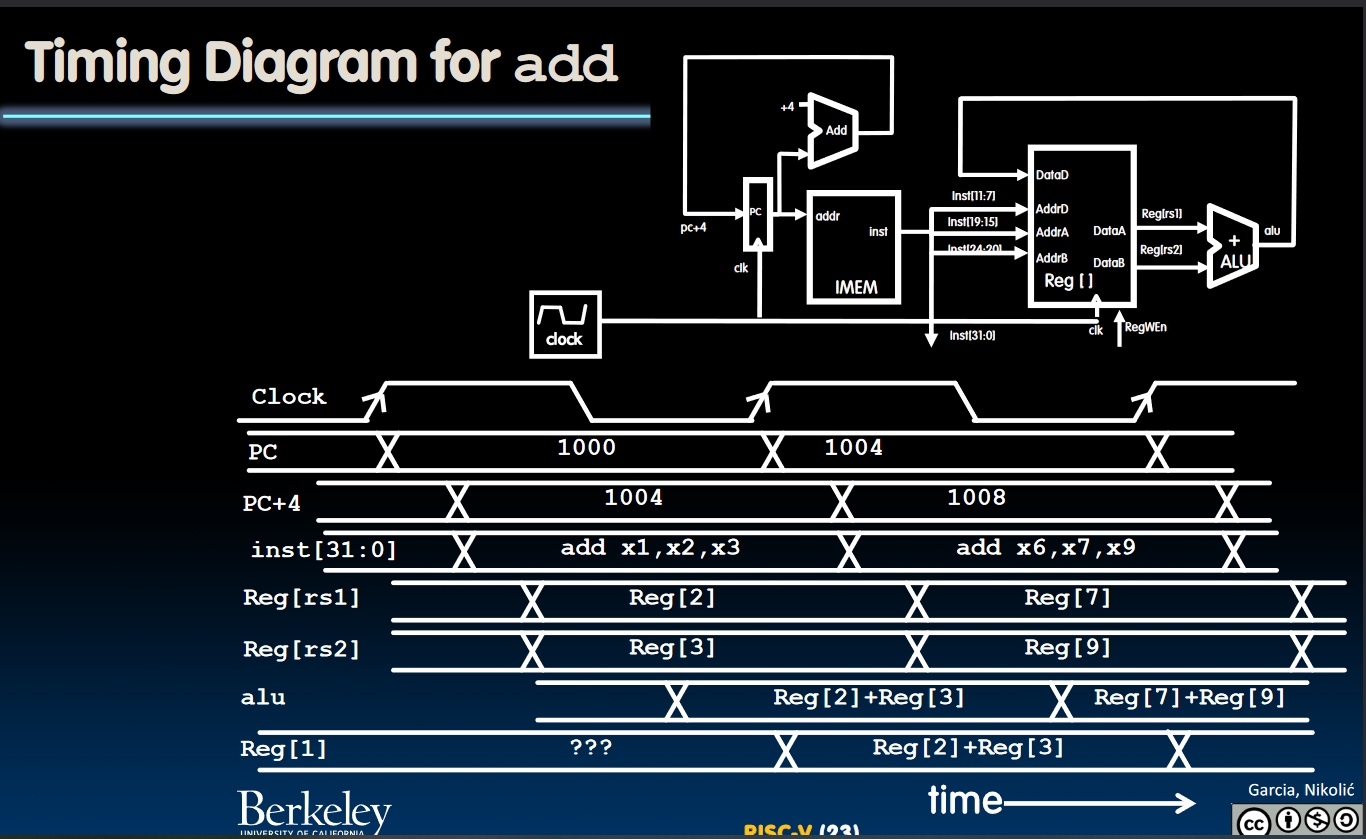 Timing Diagram for add
+4
Add
pc+4
PC
clk
addr
inst
IMEM
clock
Inst[11:7]
Inst[19:15]
Inst[24:20]
Inst[31:0]
DataD
AddrD
AddrA
AddrB
DataA
DataB
Reg []
clk
RegWEn
Reg[rs1]
Reg[rs2]
+
ALU
alu
Clock
PC 1000 1004
PC+4 1004 1008
inst[31:0] add x1,x2,x3 add x6,x7,x9
Reg[rs1] Reg[2] Reg[7]
Reg[rs2] Reg[3] Reg[9]
alu Reg[2]+Reg[3] Reg[7]+Reg[9]
Reg[1] ??? Reg[2]+Reg[3]
time
Berkeley
UNIVERSITY OF CALIFORNIA
RISC-V (23)
Garcia, Nikolić
cc